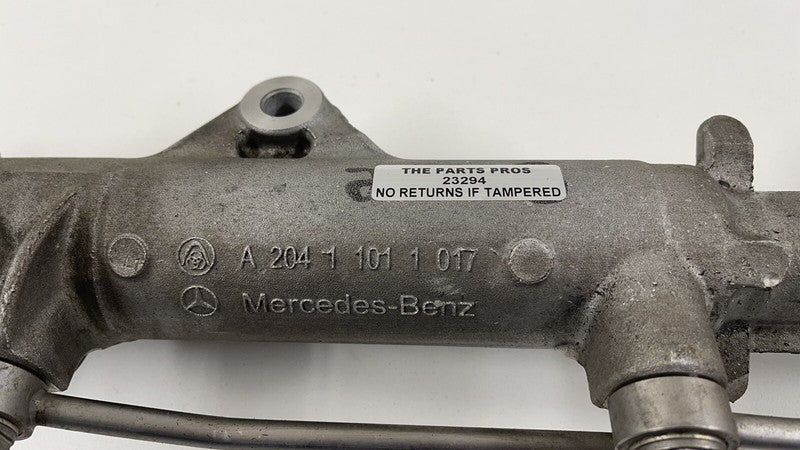 THE PARTS PROS
23294
NO RETURNS IF TAMPERED
A 204 1 101 1 017
Mercedes-Benz